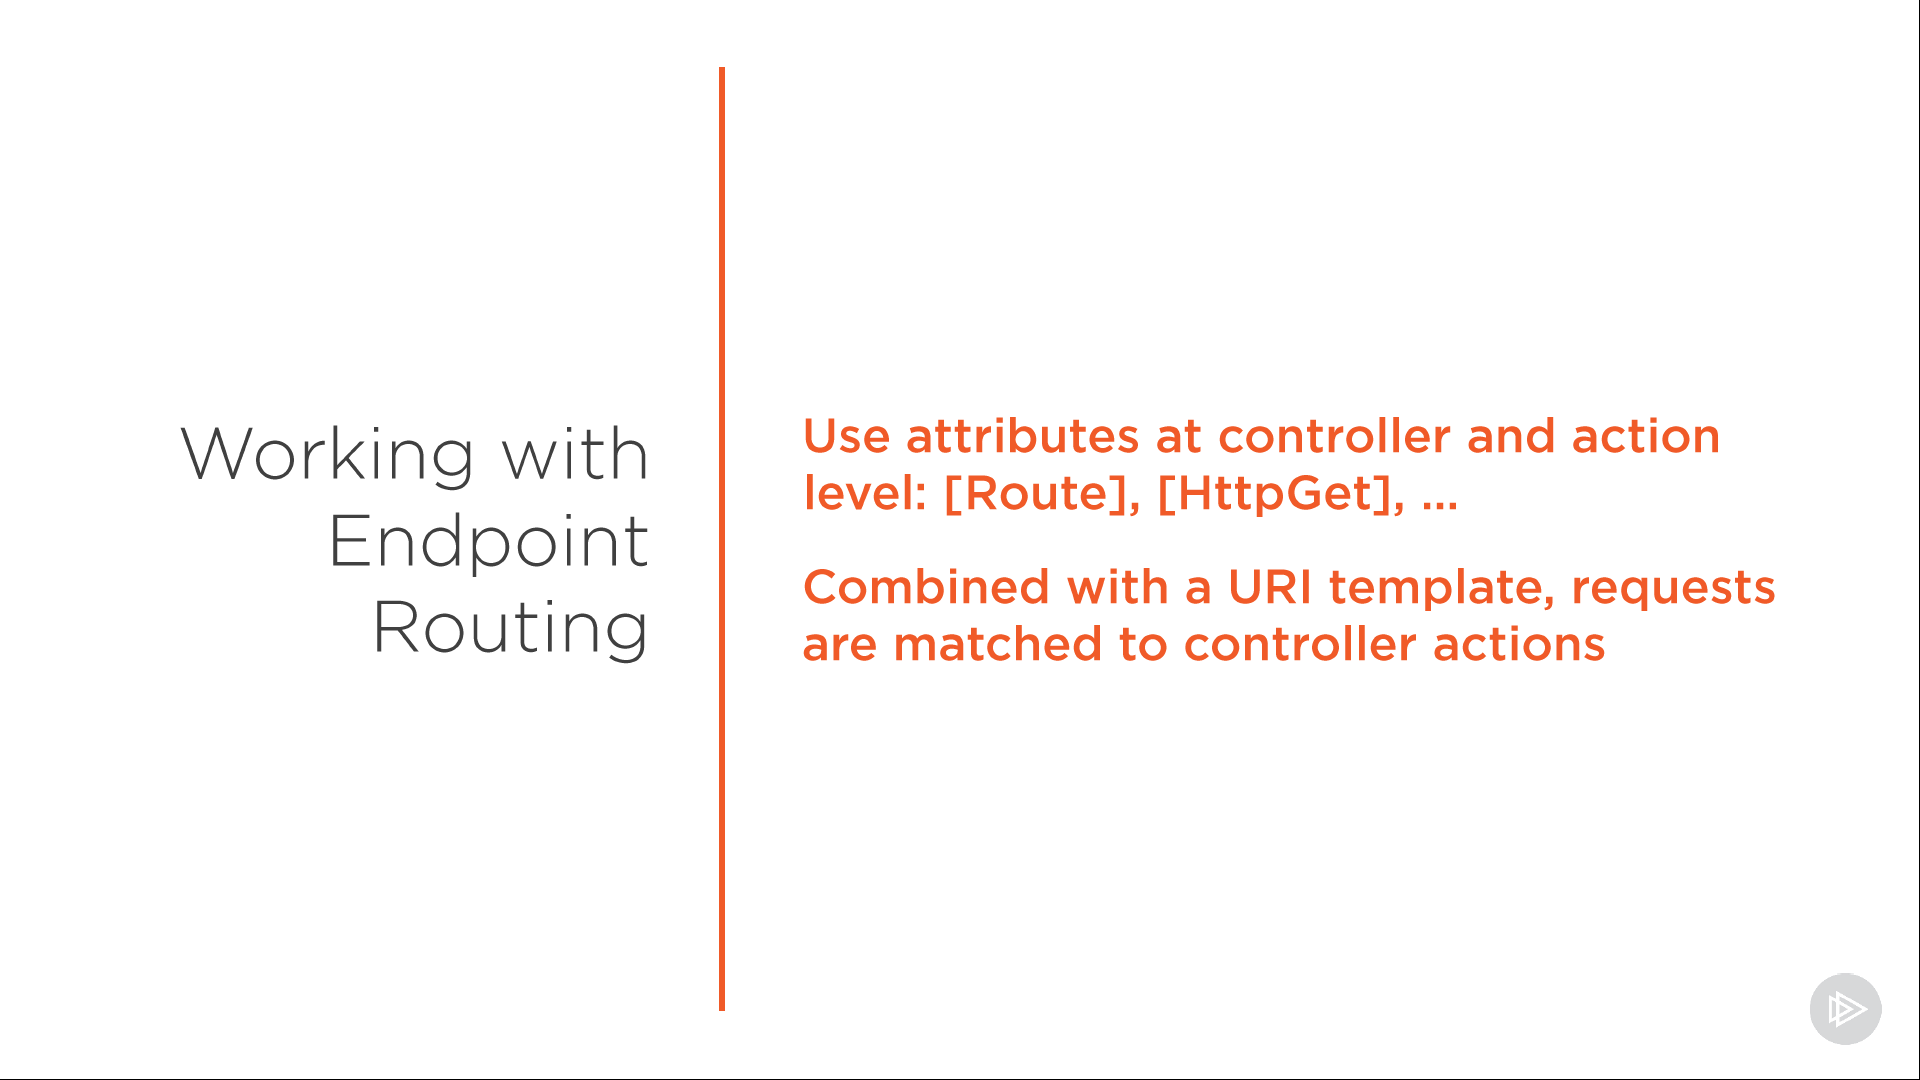 Working with
Endpoint
Routing
Use attributes at controller and action
level: [Route], [HttpGet], ...
Combined with a URI template, requests
are matched to controller actions